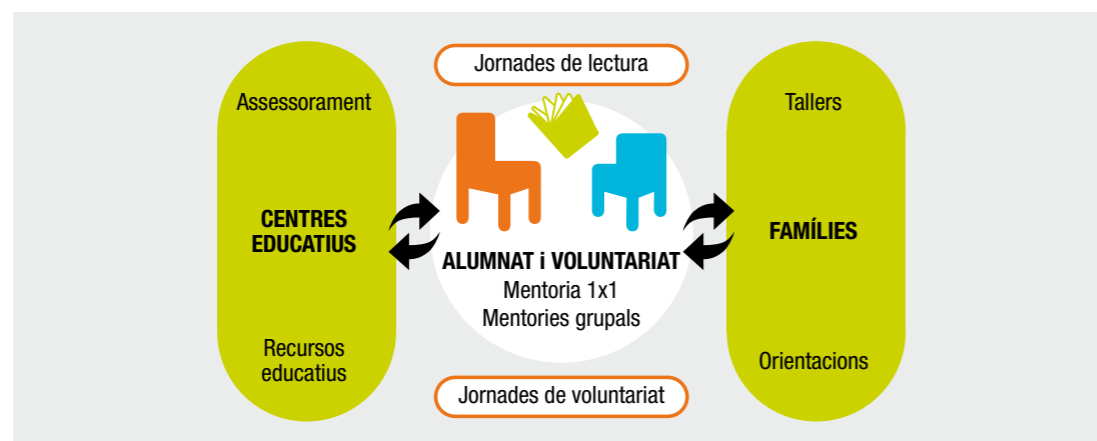 Assessorament
CENTRES
EDUCATIUS
Recursos
educatius
Jornades de lectura
ALUMNAT i VOLUNTARIAT
Mentoria 1x1
Mentories grupals
Jornades de voluntariat
Tallers
FAMÍLIES
Orientacions